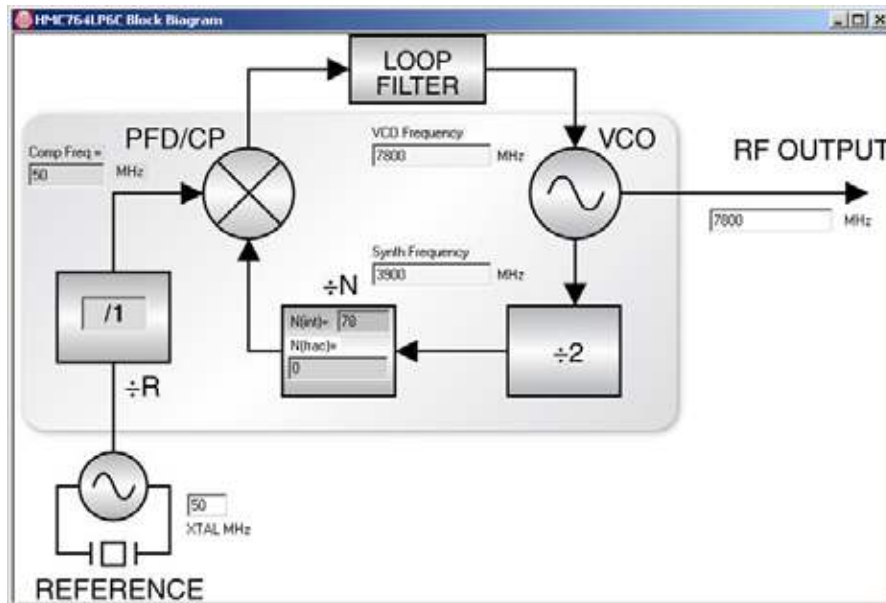 HMC764LP6C Block Biagram
LOOP
FILTER
PFD/CP
VCO Frequency
7800 MHz
VCO
RF OUTPUT
Comp Freq =
50 MHz
7800 MHz
Synth Frequency
3900 MHz
÷N
/1
N(int)= 78
N(frac)=
0
÷2
÷R
50
XTAL MHz
REFERENCE